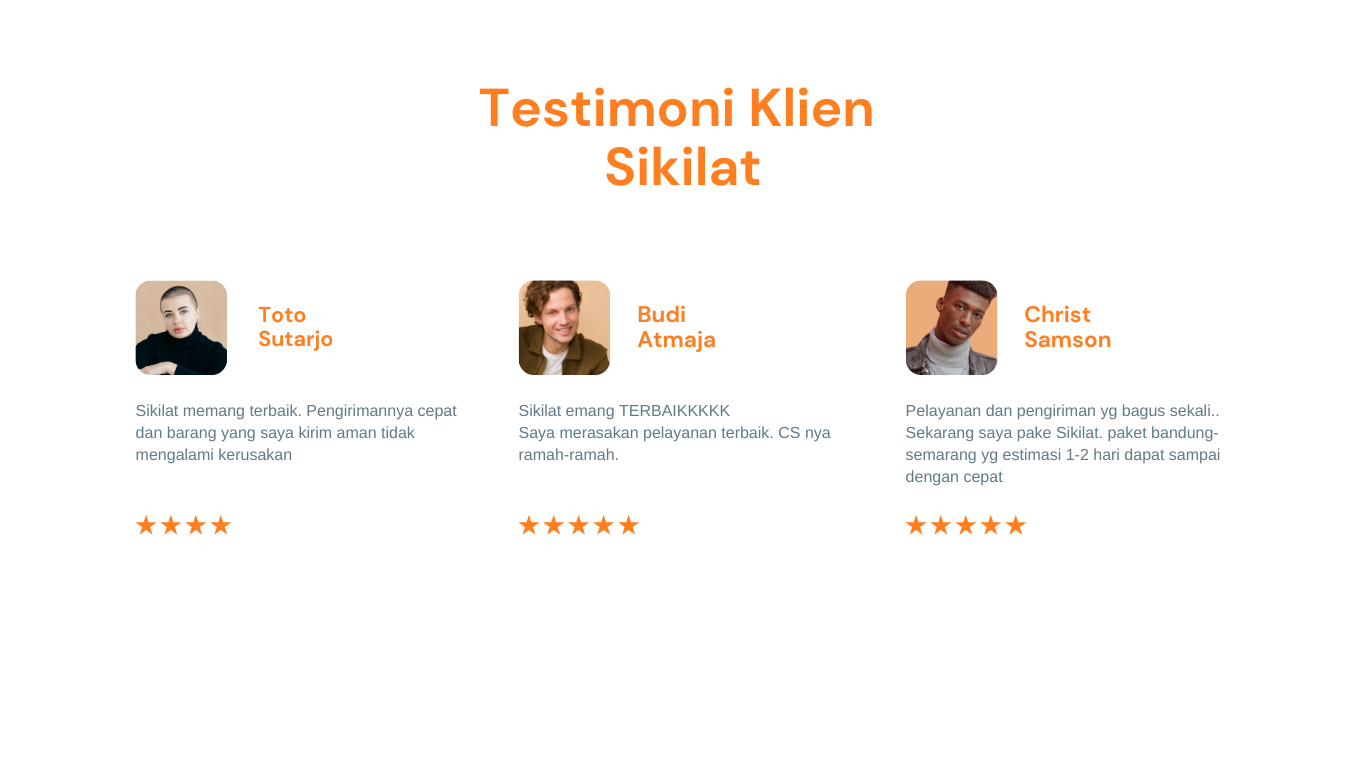 Testimoni Klien
Sikilat
Toto
Sutarjo
Sikilat memang terbaik. Pengirimannya cepat
dan barang yang saya kirim aman tidak
mengalami kerusakan
★★★★
Budi
Atmaja
Sikilat emang TERBAIKKKKK
Saya merasakan pelayanan terbaik. CS nya
ramah-ramah.
★★★★★
Christ
Samson
Pelayanan dan pengiriman yg bagus sekali..
Sekarang saya pake Sikilat. paket bandung-
semarang yg estimasi 1-2 hari dapat sampai
dengan cepat
★★★★★